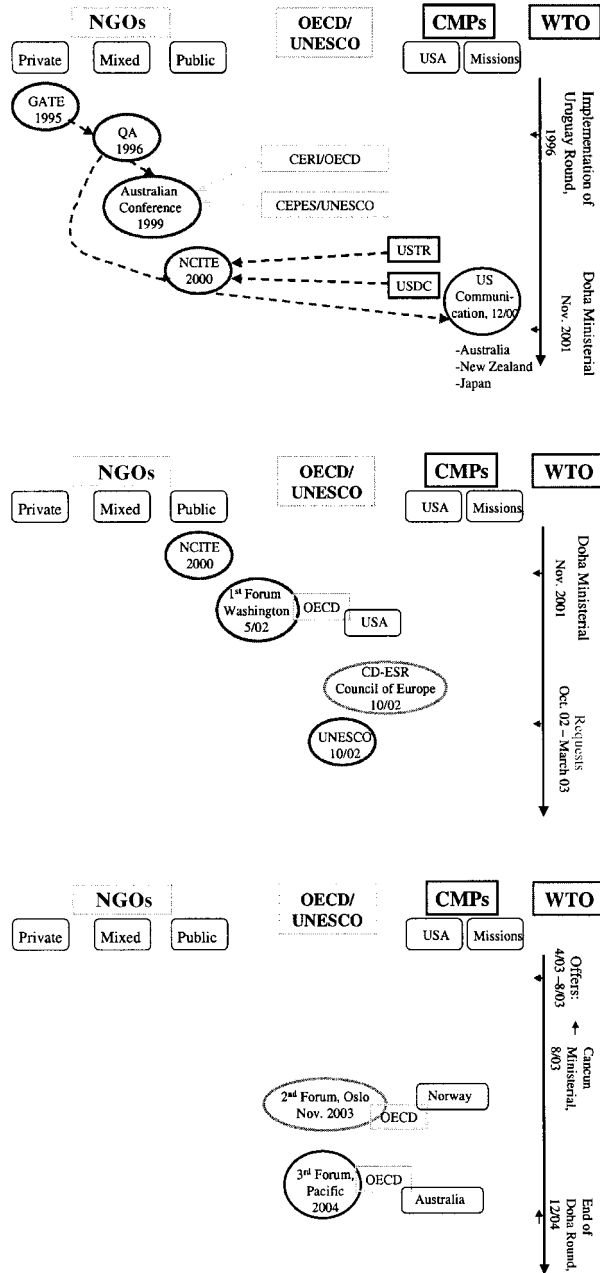 NGOs
OECD/
UNESCO
CMPs
WTO
Private
Mixed
Public
USA
Missions
GATE
1995
QA
1996
Australian
Conference
1999
CERI/OECD
CEPES/UNESCO
NCITE
2000
USTR
USDC
US
Communi-
cation, 12/00
-Australia
-New Zealand
-Japan
Implementation of
Uruguay Round,
1996
Doha Ministerial
Nov. 2001
NGOs
OECD/
UNESCO
CMPs
WTO
Private
Mixed
Public
USA
Missions
NCITE
2000
1st Forum
Washington
5/02
OECD
USA
CD-ESR
Council of Europe
10/02
UNESCO
10/02
Doha Ministerial
Nov. 2001
Requests
Oct. 02 – March 03
NGOs
OECD/
UNESCO
CMPs
WTO
Private
Mixed
Public
USA
Missions
2nd Forum, Oslo
Nov. 2003
OECD
Norway
3rd Forum,
Pacific
2004
OECD
Australia
Offers:
4/03 –8/03
Cancun
Ministerial,
8/03
End of
Doha Round,
12/04